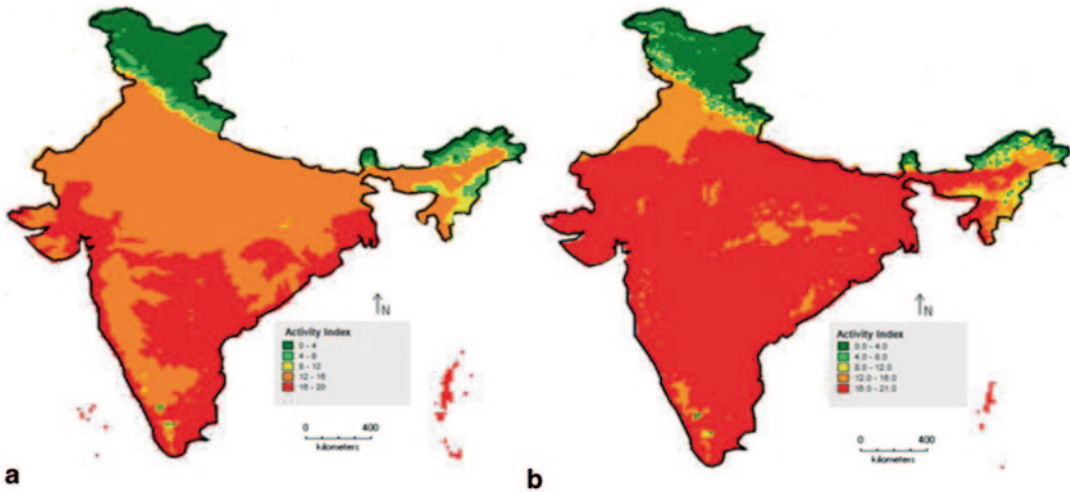 N
Activity Index
0 - 4
4 - 8
8 - 12
12 - 16
16 - 20
0 400
kilometers
a
N
Activity Index
0.0 - 4.0
4.0 - 8.0
8.0 - 12.0
12.0 - 16.0
16.0 - 21.0
0 400
kilometers
b